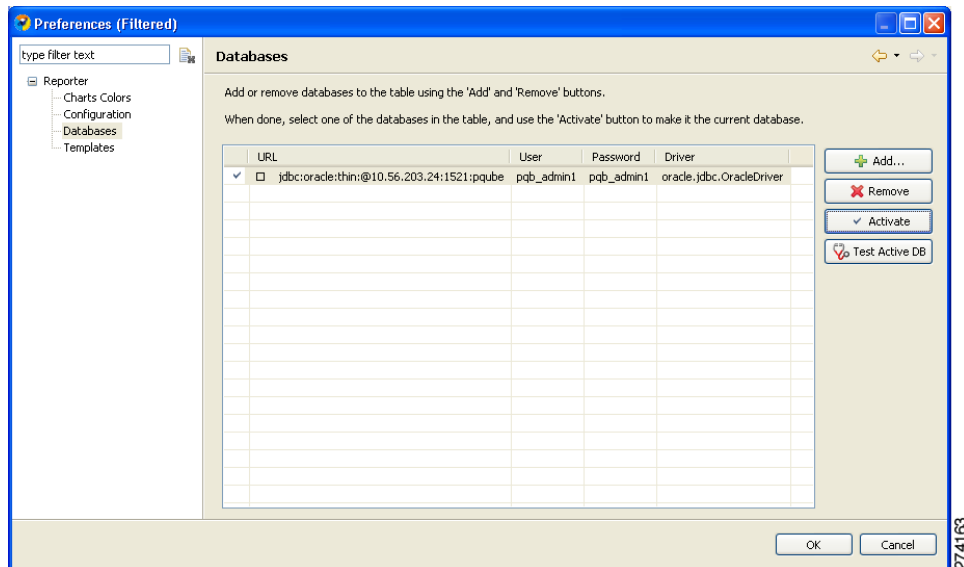 Preferences (Filtered)
type filter text
Databases
Reporter
Charts Colors
Configuration
Databases
Templates
Add or remove databases to the table using the 'Add' and 'Remove' buttons.
When done, select one of the databases in the table, and use the 'Activate' button to make it the current database.
URL User Password Driver
jdbc:oracle:thin:@10.56.203.24:1521:pqube pqb_admin1 pqb_admin1 oracle.jdbc.OracleDriver
Add...
Remove
Activate
Test Active DB
OK Cancel
274163